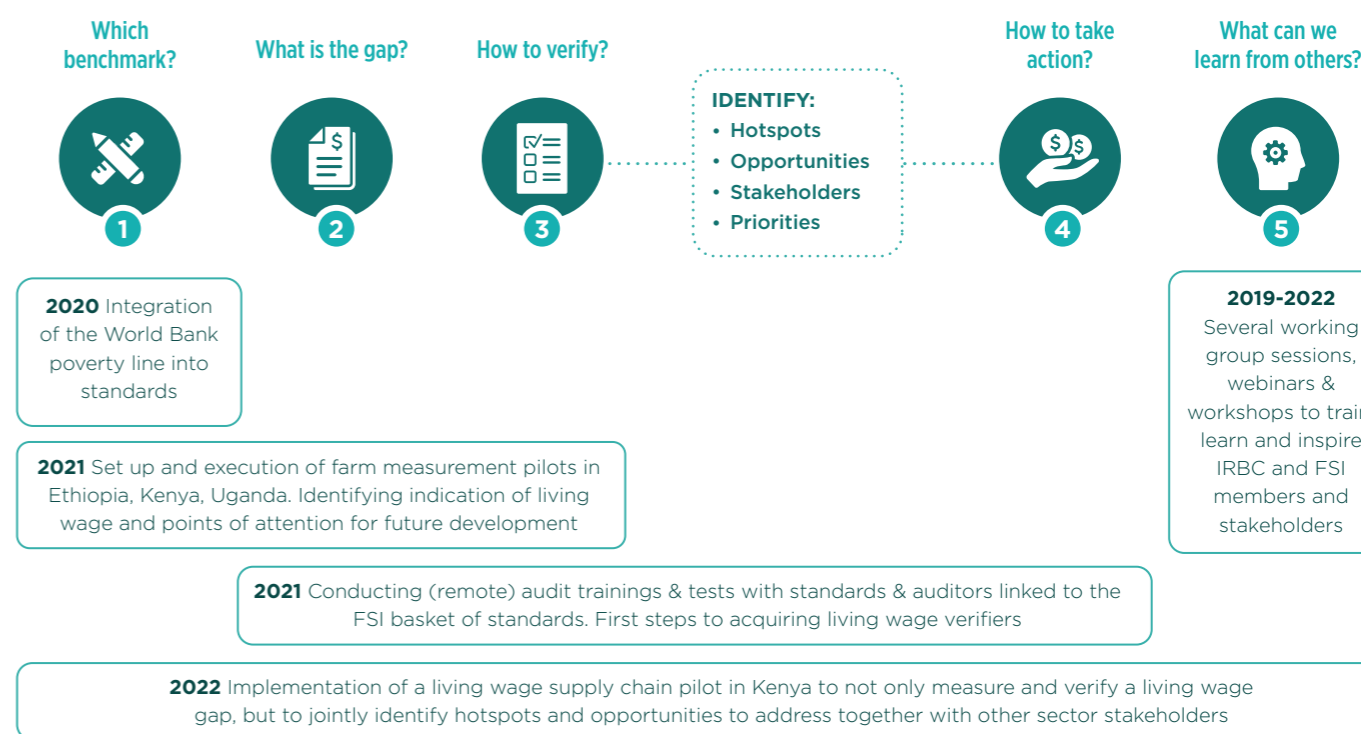 Which
benchmark?
What is the gap?
How to verify?
How to take
action?
What can we
learn from others?
IDENTIFY:
• Hotspots
• Opportunities
• Stakeholders
• Priorities
$
$ $
1
2
3
4
5
2020 Integration
of the World Bank
poverty line into
standards
2019-2022
Several working
group sessions,
webinars &
workshops to train,
learn and inspire
IRBC and FSI
members and
stakeholders
2021 Set up and execution of farm measurement pilots in
Ethiopia, Kenya, Uganda. Identifying indication of living
wage and points of attention for future development
2021 Conducting (remote) audit trainings & tests with standards & auditors linked to the
FSI basket of standards. First steps to acquiring living wage verifiers
2022 Implementation of a living wage supply chain pilot in Kenya to not only measure and verify a living wage
gap, but to jointly identify hotspots and opportunities to address together with other sector stakeholders